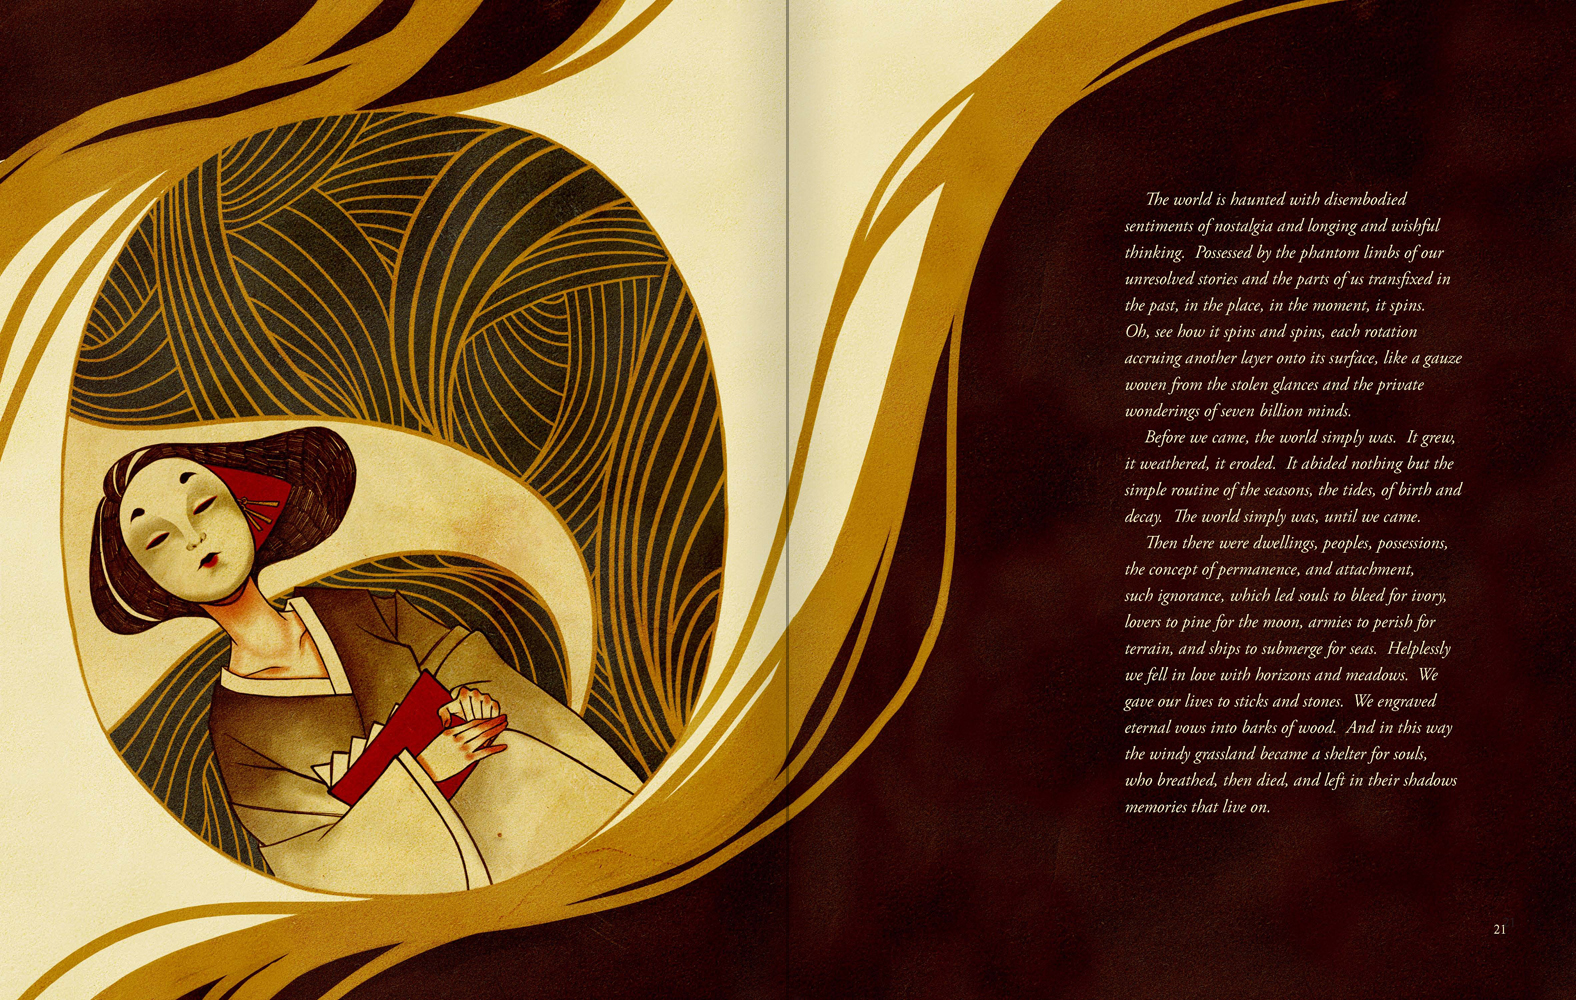 The world is haunted with disembodied
sentiments of nostalgia and longing and wishful
thinking.  Possessed by the phantom limbs of our
unresolved stories and the parts of us transfixed in
the past, in the place, in the moment, it spins.
Oh, see how it spins and spins, each rotation
accruing another layer onto its surface, like a gauze
woven from the stolen glances and the private
wonderings of seven billion minds.
Before we came, the world simply was.  It grew,
it weathered, it eroded.  It abided nothing but the
simple routine of the seasons, the tides, of birth and
decay.  The world simply was, until we came.
Then there were dwellings, peoples, possessions,
the concept of permanence, and attachment,
such ignorance, which led souls to bleed for ivory,
lovers to pine for the moon, armies to perish for
terrain, and ships to submerge for seas.  Helplessly
we fell in love with horizons and meadows.  We
gave our lives to sticks and stones.  We engraved
eternal vows into barks of wood.  And in this way
the windy grassland became a shelter for souls,
who breathed, then died, and left in their shadows
memories that live on.
21